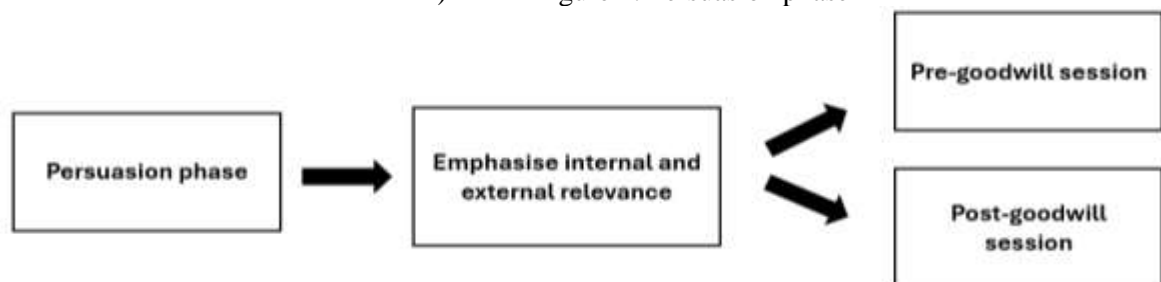 Pre-goodwill session
Persuasion phase
Emphasise internal and
external relevance
Post-goodwill
session